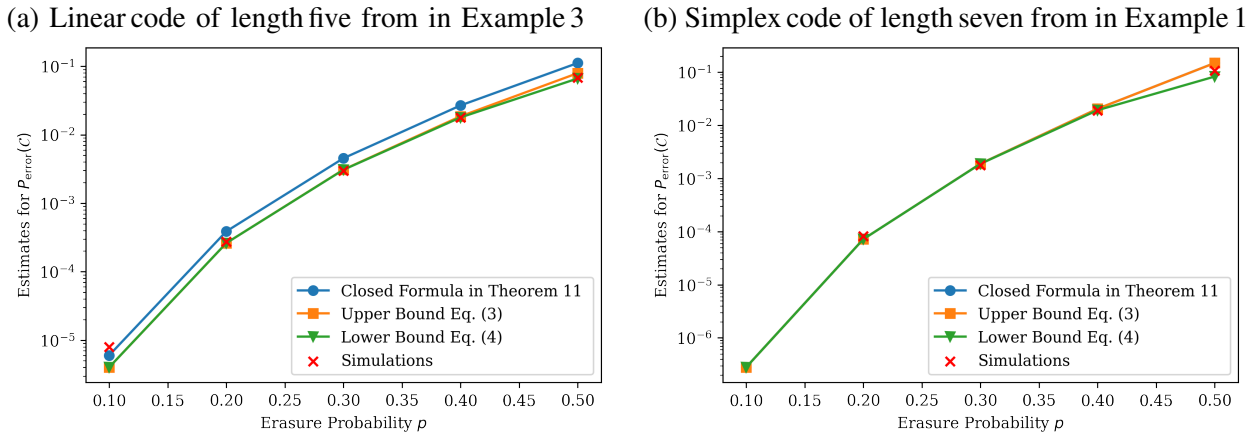 (a) Linear code of length five from in Example 3
(b) Simplex code of length seven from in Example 1
Estimates for P_error(C)
10^-1
10^-2
10^-3
10^-4
10^-5
Closed Formula in Theorem 11
Upper Bound Eq. (3)
Lower Bound Eq. (4)
Simulations
0.10 0.15 0.20 0.25 0.30 0.35 0.40 0.45 0.50
Erasure Probability p
Estimates for P_error(C)
10^-1
10^-2
10^-3
10^-4
10^-5
10^-6
Closed Formula in Theorem 11
Upper Bound Eq. (3)
Lower Bound Eq. (4)
Simulations
0.10 0.15 0.20 0.25 0.30 0.35 0.40 0.45 0.50
Erasure Probability p